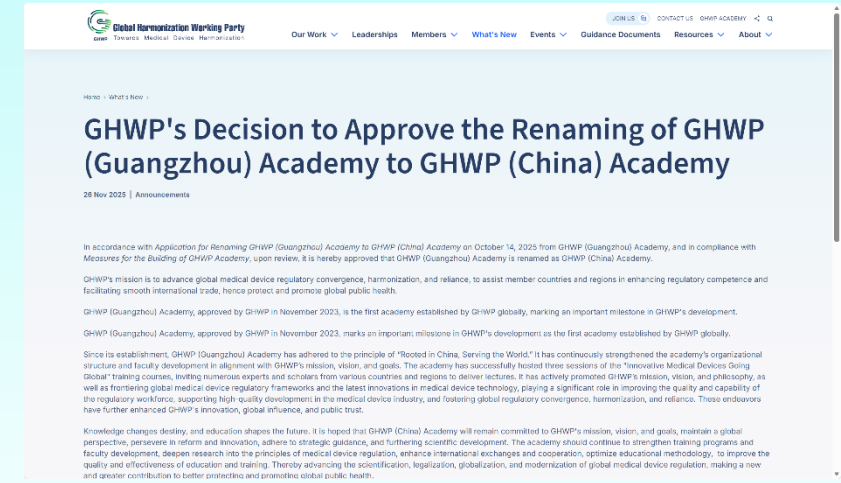 JOIN US
CONTACT US
GHWP ACADEMY
GHWP
Global Harmonization Working Party
Towards Medical Device Harmonization
Our Work
Leaderships
Members
What's New
Events
Guidance Documents
Resources
About
Home › What's New ›
GHWP's Decision to Approve the Renaming of GHWP
(Guangzhou) Academy to GHWP (China) Academy
26 Nov 2025 | Announcements
In accordance with Application for Renaming GHWP (Guangzhou) Academy to GHWP (China) Academy on October 14, 2025 from GHWP (Guangzhou) Academy, and in compliance with
Measures for the Building of GHWP Academy, upon review, it is hereby approved that GHWP (Guangzhou) Academy is renamed as GHWP (China) Academy.
GHWP's mission is to advance global medical device regulatory convergence, harmonization, and reliance, to assist member countries and regions in enhancing regulatory competence and
facilitating smooth international trade, hence protect and promote global public health.
GHWP (Guangzhou) Academy, approved by GHWP in November 2023, is the first academy established by GHWP globally, marking an important milestone in GHWP's development.
GHWP (Guangzhou) Academy, approved by GHWP in November 2023, marks an important milestone in GHWP's development as the first academy established by GHWP globally.
Since its establishment, GHWP (Guangzhou) Academy has adhered to the principle of "Rooted in China, Serving the World." It has continuously strengthened the academy's organizational
structure and faculty development in alignment with GHWP's mission, vision, and goals. The academy has successfully hosted three sessions of the "Innovative Medical Devices Going
Global" training courses, inviting numerous experts and scholars from various countries and regions to deliver lectures. It has actively promoted GHWP's mission, vision, and philosophy, as
well as frontiering global medical device regulatory frameworks and the latest innovations in medical device technology, playing a significant role in improving the quality and capability of
the regulatory workforce, supporting high-quality development in the medical device industry, and fostering global regulatory convergence, harmonization, and reliance. These endeavors
have further enhanced GHWP's innovation, global influence, and public trust.
Knowledge changes destiny, and education shapes the future. It is hoped that GHWP (China) Academy will remain committed to GHWP's mission, vision, and goals, maintain a global
perspective, persevere in reform and innovation, adhere to strategic guidance, and furthering scientific development. The academy should continue to strengthen training programs and
faculty development, deepen research into the principles of medical device regulation, enhance international exchanges and cooperation, optimize educational methodology, to improve the
quality and effectiveness of education and training. Thereby advancing the scientification, legalization, globalization, and modernization of global medical device regulation, making a new
and greater contribution to better protecting and promoting global public health.